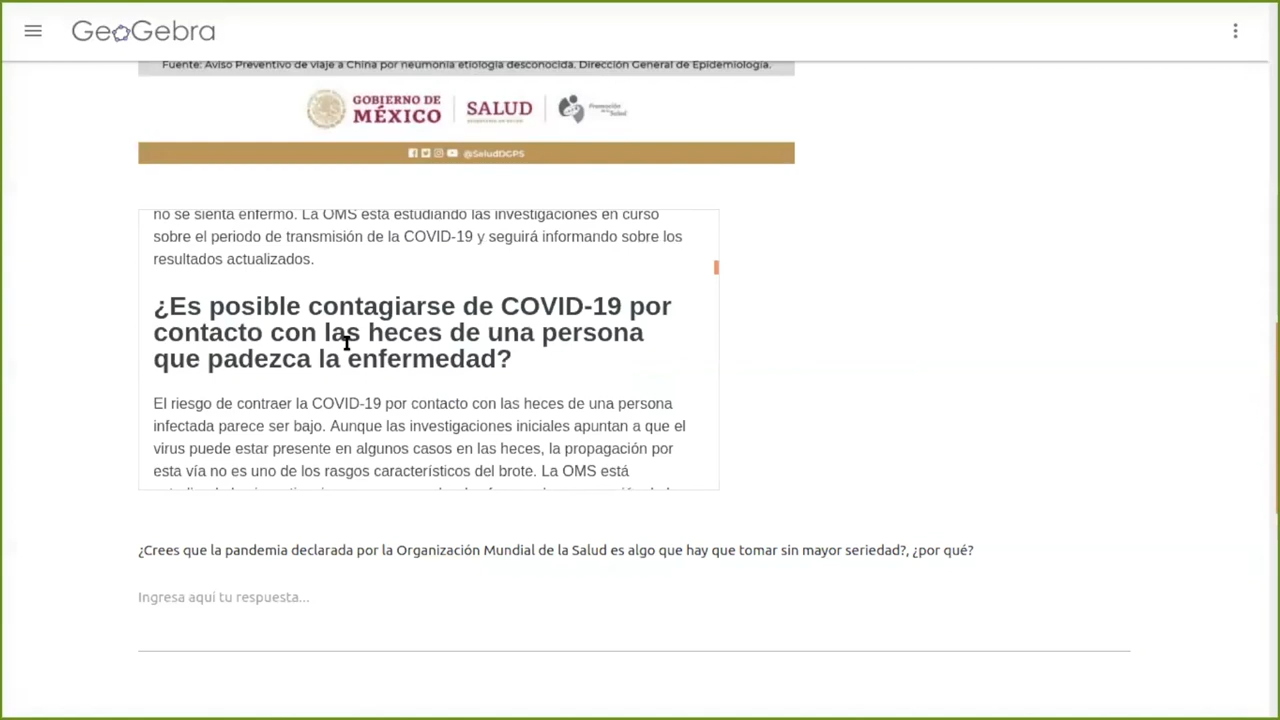 GeoGebra
Fuente: Aviso Preventivo de viaje a China por neumonía etiología desconocida. Dirección General de Epidemiología.
GOBIERNO DE
MÉXICO
SALUD
@SaludDGPS
no se sienta enfermo. La OMS está estudiando las investigaciones en curso
sobre el periodo de transmisión de la COVID-19 y seguirá informando sobre los
resultados actualizados.
¿Es posible contagiarse de COVID-19 por
contacto con las heces de una persona
que padezca la enfermedad?
El riesgo de contraer la COVID-19 por contacto con las heces de una persona
infectada parece ser bajo. Aunque las investigaciones iniciales apuntan a que el
virus puede estar presente en algunos casos en las heces, la propagación por
esta vía no es uno de los rasgos característicos del brote. La OMS está
¿Crees que la pandemia declarada por la Organización Mundial de la Salud es algo que hay que tomar sin mayor seriedad?, ¿por qué?
Ingresa aquí tu respuesta...